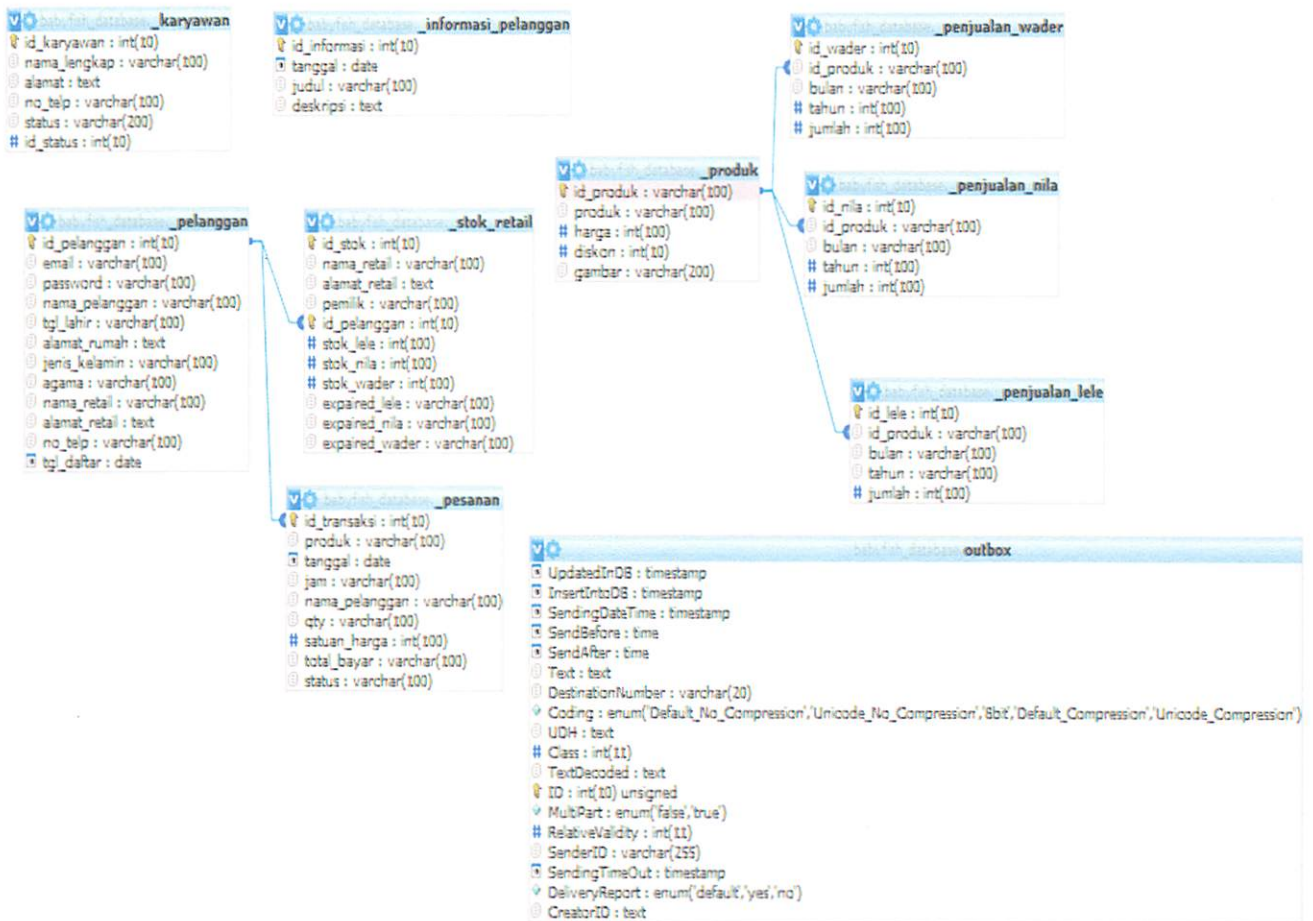 babyfish_database _karyawan
id_karyawan : int(10)
nama_lengkap : varchar(100)
alamat : text
no_telp : varchar(100)
status : varchar(200)
# id_status : int(10)
babyfish_database _informasi_pelanggan
id_informasi : int(10)
tanggal : date
judul : varchar(100)
deskripsi : text
babyfish_database _penjualan_wader
id_wader : int(10)
id_produk : varchar(100)
bulan : varchar(100)
# tahun : int(100)
# jumlah : int(100)
babyfish_database _produk
id_produk : varchar(100)
produk : varchar(100)
# harga : int(100)
# diskon : int(10)
gambar : varchar(200)
babyfish_database _penjualan_nila
id_nila : int(10)
id_produk : varchar(100)
bulan : varchar(100)
# tahun : int(100)
# jumlah : int(100)
babyfish_database _pelanggan
id_pelanggan : int(10)
email : varchar(100)
password : varchar(100)
nama_pelanggan : varchar(100)
tgl_lahir : varchar(100)
alamat_rumah : text
jenis_kelamin : varchar(100)
agama : varchar(100)
nama_retail : varchar(100)
alamat_retail : text
no_telp : varchar(100)
tgl_daftar : date
babyfish_database _stok_retail
id_stok : int(10)
nama_retail : varchar(100)
alamat_retail : text
pemilik : varchar(100)
id_pelanggan : int(10)
# stok_lele : int(100)
# stok_nila : int(100)
# stok_wader : int(100)
expaired_lele : varchar(100)
expaired_nila : varchar(100)
expaired_wader : varchar(100)
babyfish_database _penjualan_lele
id_lele : int(10)
id_produk : varchar(100)
bulan : varchar(100)
tahun : varchar(100)
# jumlah : int(100)
babyfish_database _pesanan
id_transaksi : int(10)
produk : varchar(100)
tanggal : date
jam : varchar(100)
nama_pelanggan : varchar(100)
qty : varchar(100)
# satuan_harga : int(100)
total_bayar : varchar(100)
status : varchar(100)
babyfish_database outbox
UpdatedInDB : timestamp
InsertIntoDB : timestamp
SendingDateTime : timestamp
SendBefore : time
SendAfter : time
Text : text
DestinationNumber : varchar(20)
Coding : enum('Default_No_Compression','Unicode_No_Compression','8bit','Default_Compression','Unicode_Compression')
UDH : text
# Class : int(11)
TextDecoded : text
ID : int(10) unsigned
MultiPart : enum('false','true')
# RelativeValidity : int(11)
SenderID : varchar(255)
SendingTimeOut : timestamp
DeliveryReport : enum('default','yes','no')
CreatorID : text